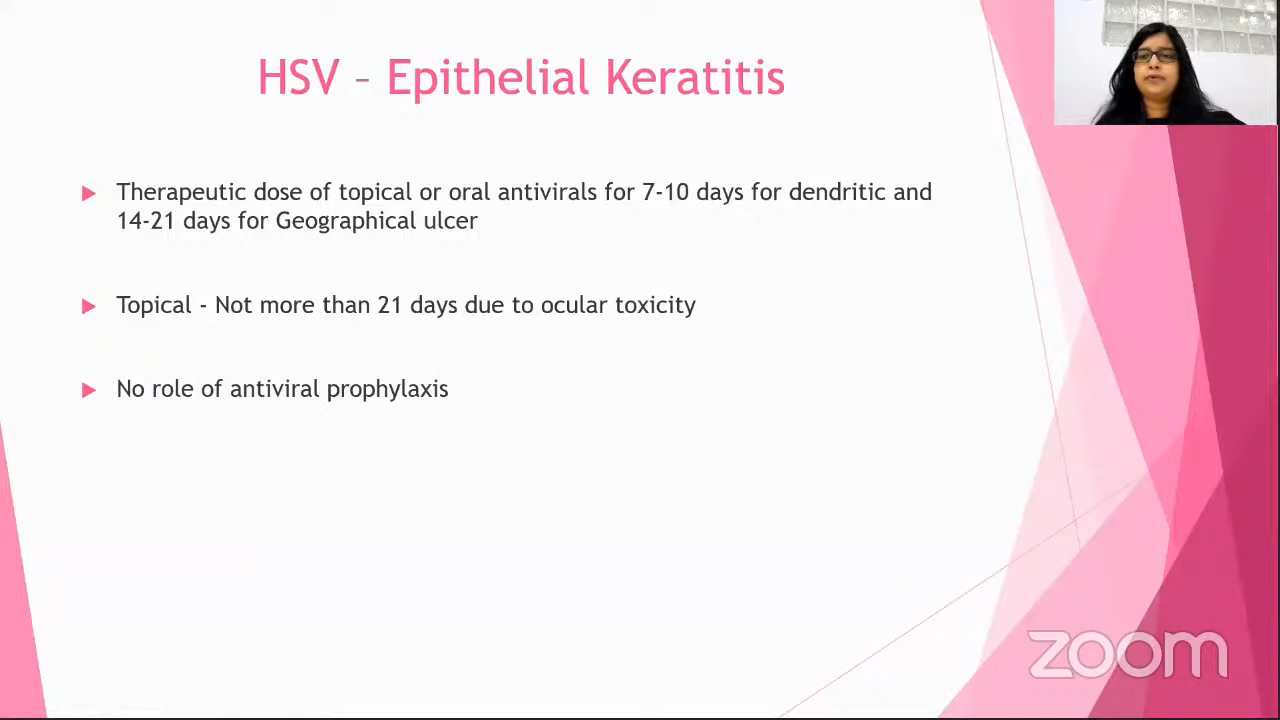 HSV – Epithelial Keratitis
Therapeutic dose of topical or oral antivirals for 7-10 days for dendritic and
14-21 days for Geographical ulcer
Topical - Not more than 21 days due to ocular toxicity
No role of antiviral prophylaxis
zoom